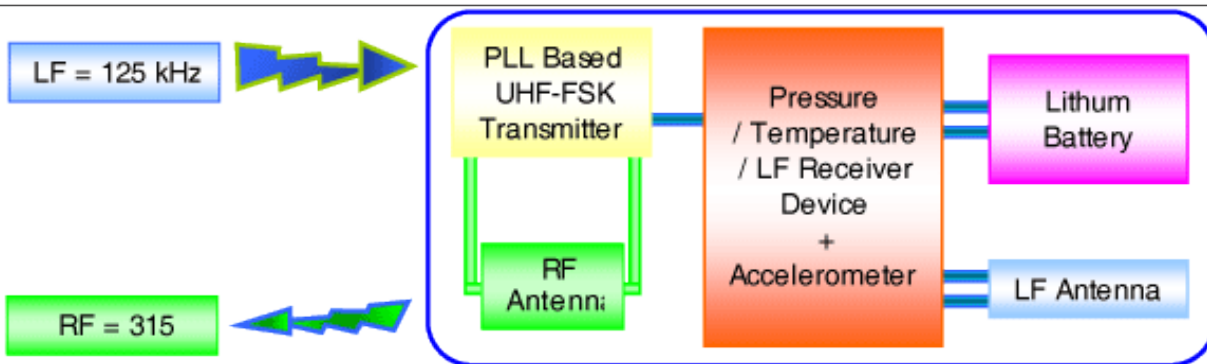 LF = 125 kHz
PLL Based
UHF-FSK
Transmitter
Pressure
/ Temperature
/ LF Receiver
Device
+
Accelerometer
Lithum
Battery
RF
Antenna
LF Antenna
RF = 315